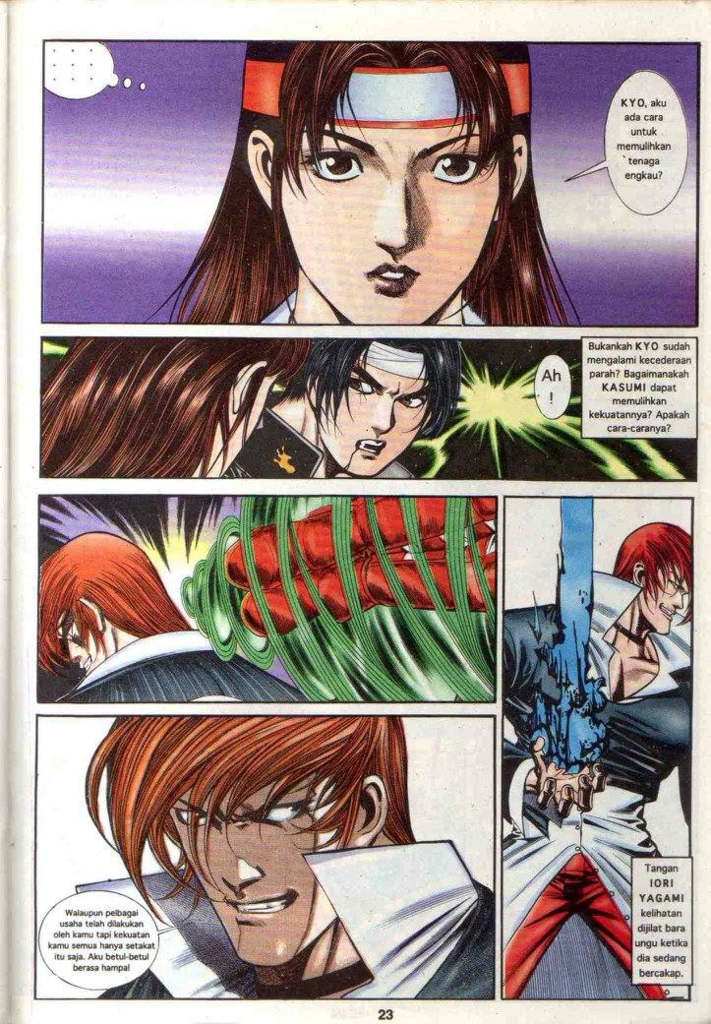 KYO, aku
ada cara
untuk
memulihkan
tenaga
engkau?
Ah
!
Bukankah KYO sudah
mengalami kecederaan
parah? Bagaimanakah
KASUMI dapat
memulihkan
kekuatannya? Apakah
cara-caranya?
Tangan
IORI
YAGAMI
kelihatan
dijilat bara
ungu ketika
dia sedang
bercakap.
Walaupun pelbagai
usaha telah dilakukan
oleh kamu tapi kekuatan
kamu semua hanya setakat
itu saja. Aku betul-betul
berasa hampa!
23